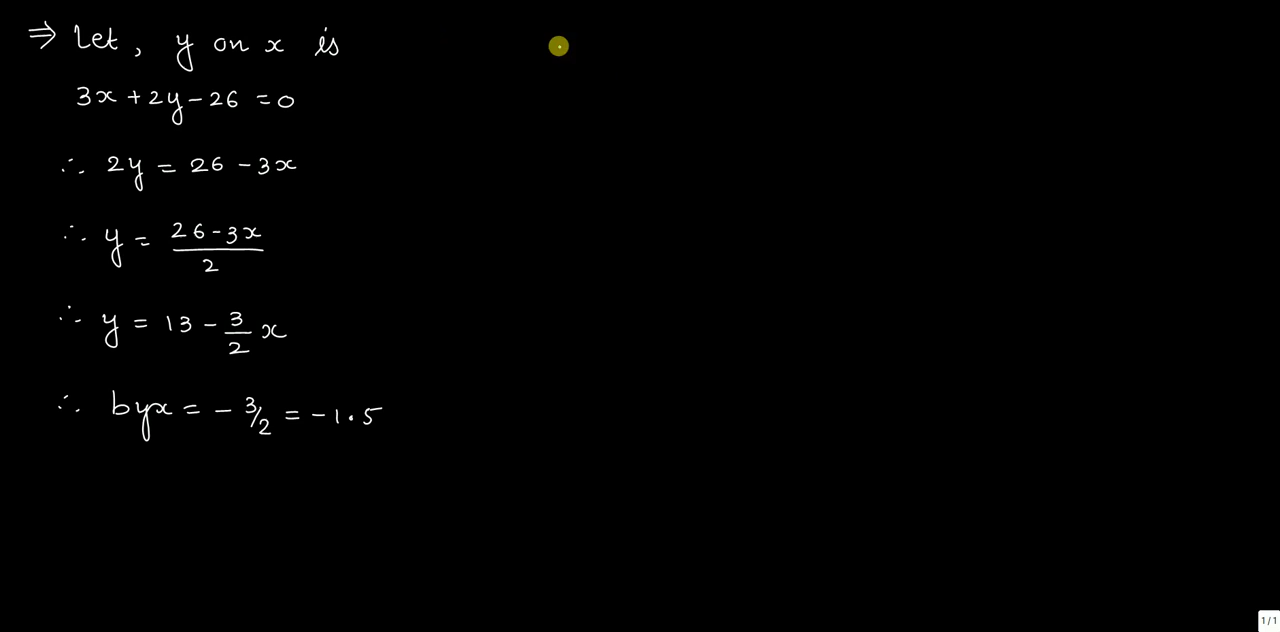 ⇒ Let, y on x is
3x + 2y - 26 = 0
∴ 2y = 26 - 3x
∴ y = 26 - 3x / 2
∴ y = 13 - 3/2 x
∴ byx = - 3/2 = -1.5
1/1